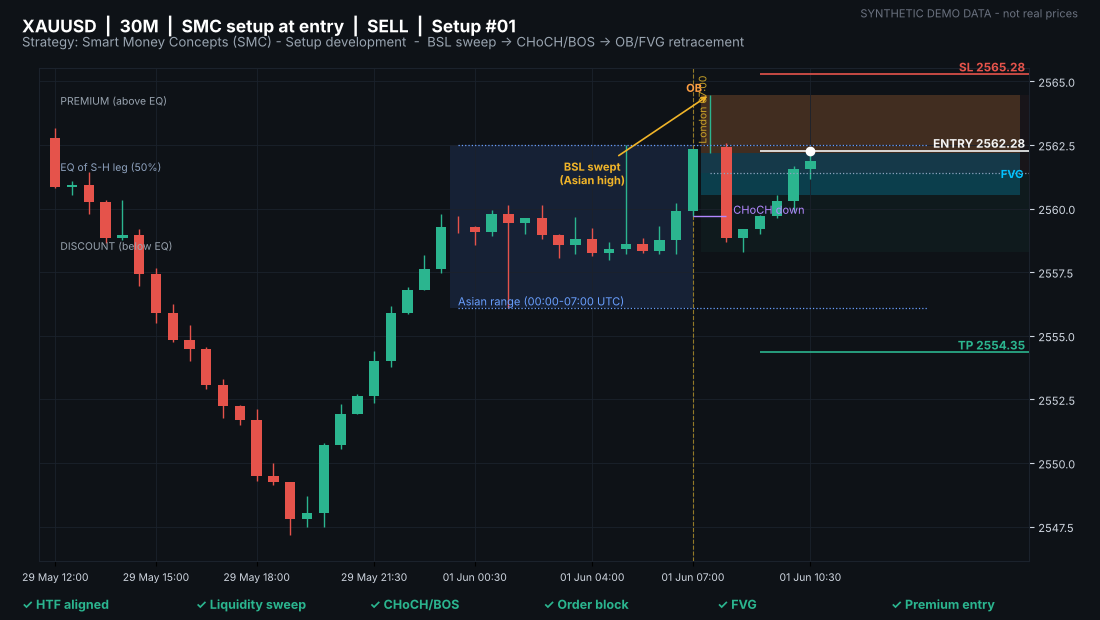 XAUUSD | 30M | SMC setup at entry | SELL | Setup #01
SYNTHETIC DEMO DATA - not real prices
Strategy: Smart Money Concepts (SMC) - Setup development - BSL sweep → CHoCH/BOS → OB/FVG retracement
SL 2565.28
2565.0
OB
London 07:00
PREMIUM (above EQ)
ENTRY 2562.28
2562.5
EQ of S-H leg (50%)
BSL swept
(Asian high)
FVG
CHoCH down
2560.0
DISCOUNT (below EQ)
2557.5
Asian range (00:00-07:00 UTC)
2555.0
TP 2554.35
2552.5
2550.0
2547.5
29 May 12:00 29 May 15:00 29 May 18:00 29 May 21:30 01 Jun 00:30 01 Jun 04:00 01 Jun 07:00 01 Jun 10:30
✓ HTF aligned ✓ Liquidity sweep ✓ CHoCH/BOS ✓ Order block ✓ FVG ✓ Premium entry